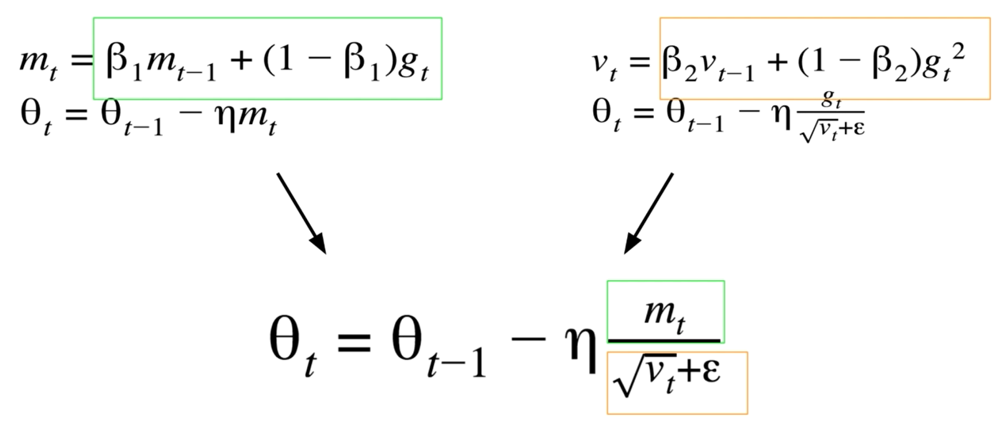 m_t = β_1 m_{t−1} + (1 − β_1)g_t
θ_t = θ_{t−1} − ηm_t
v_t = β_2 v_{t−1} + (1 − β_2)g_t^2
θ_t = θ_{t−1} − η g_t / (√v_t + ε)
θ_t = θ_{t−1} − η m_t / (√v_t + ε)